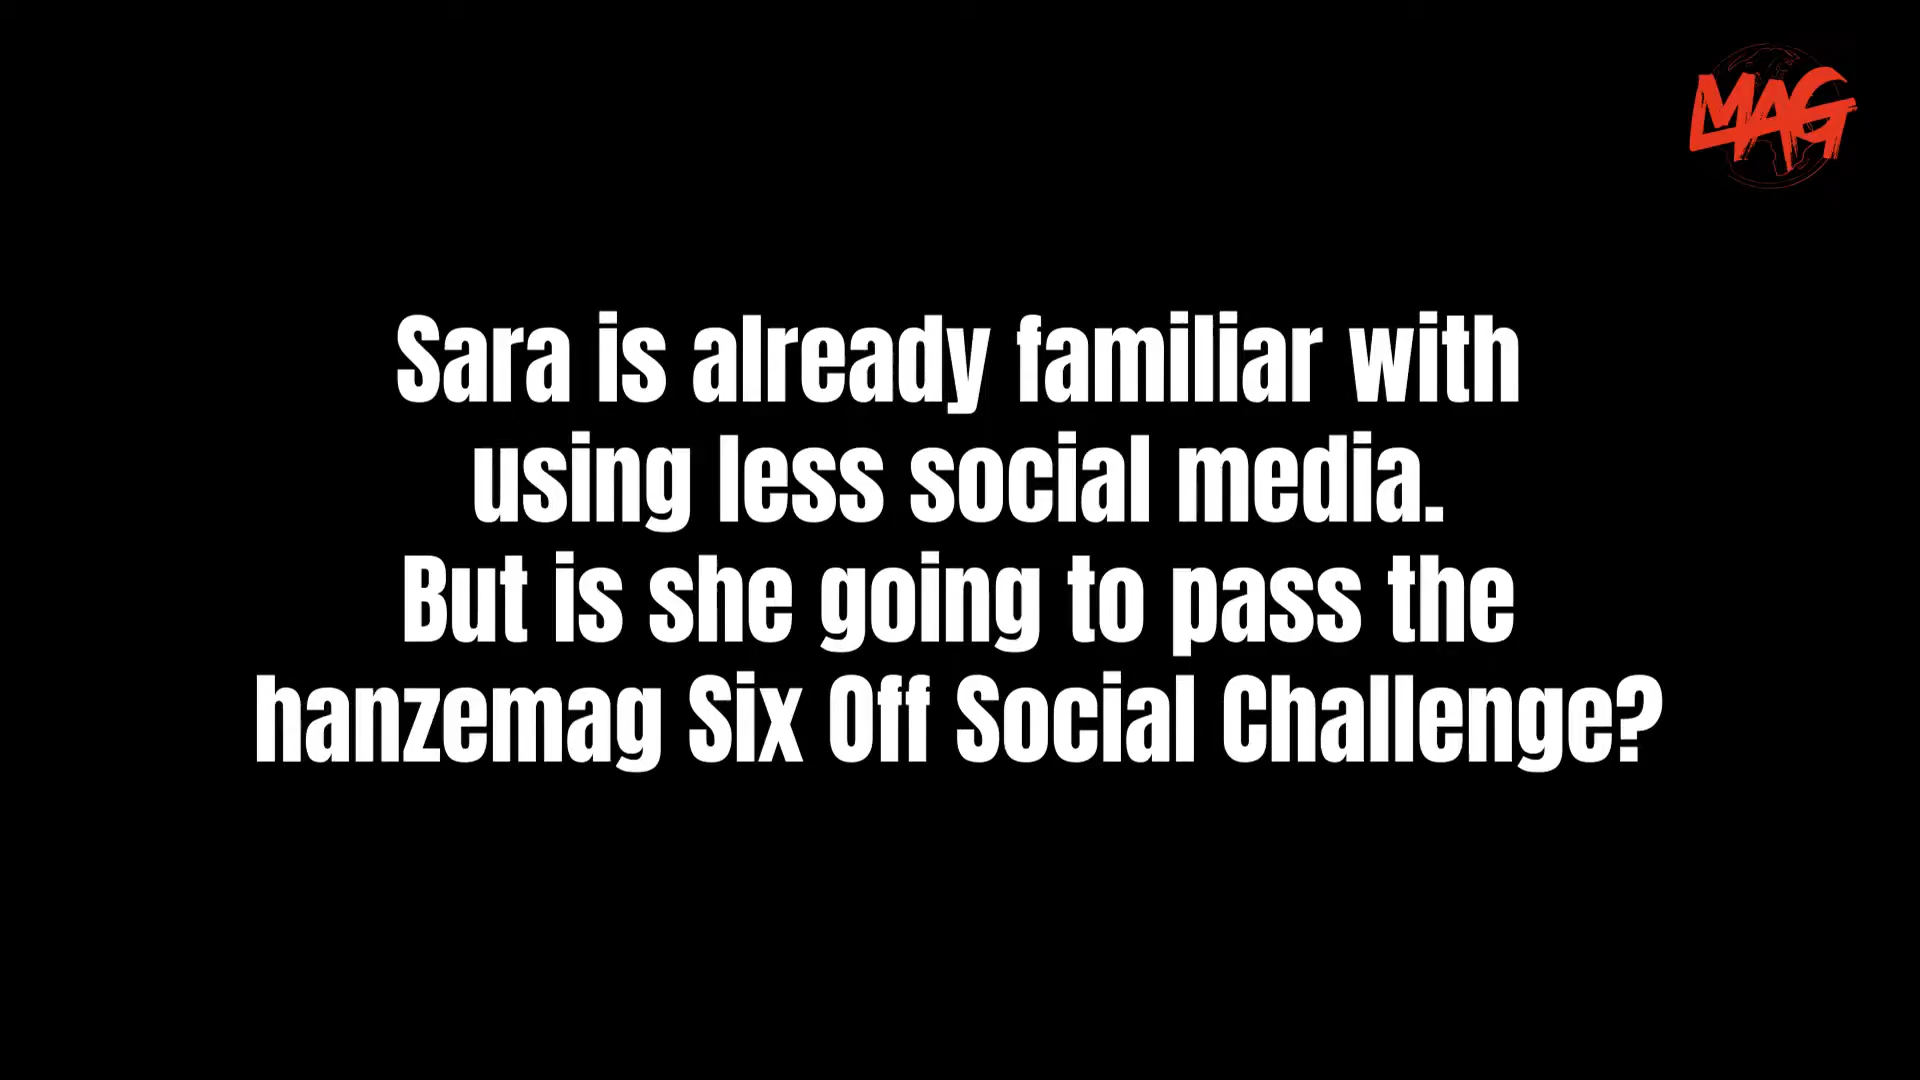 MAG
Sara is already familiar with
using less social media.
But is she going to pass the
hanzemag Six Off Social Challenge?